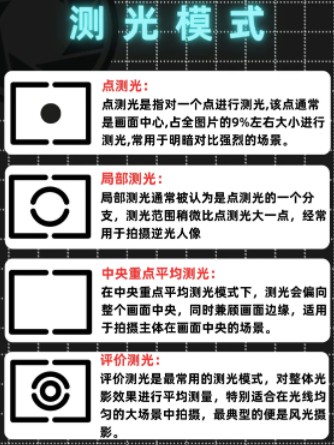 测光模式
点测光：
点测光是指对一个点进行测光,该点通常
是画面中心,占全图片的9%左右大小进行
测光,常用于明暗对比强烈的场景。
局部测光：
局部测光通常被认为是点测光的一个分
支，测光范围稍微比点测光大一点，经常
用于拍摄逆光人像
中央重点平均测光：
在中央重点平均测光模式下，测光会偏向
整个画面中央，同时兼顾画面边缘，适用
于拍摄主体在画面中央的场景。
评价测光：
评价测光是最常用的测光模式，对整体光
影效果进行平均测量，特别适合在光线均
匀的大场景中拍摄，最典型的便是风光摄
影。